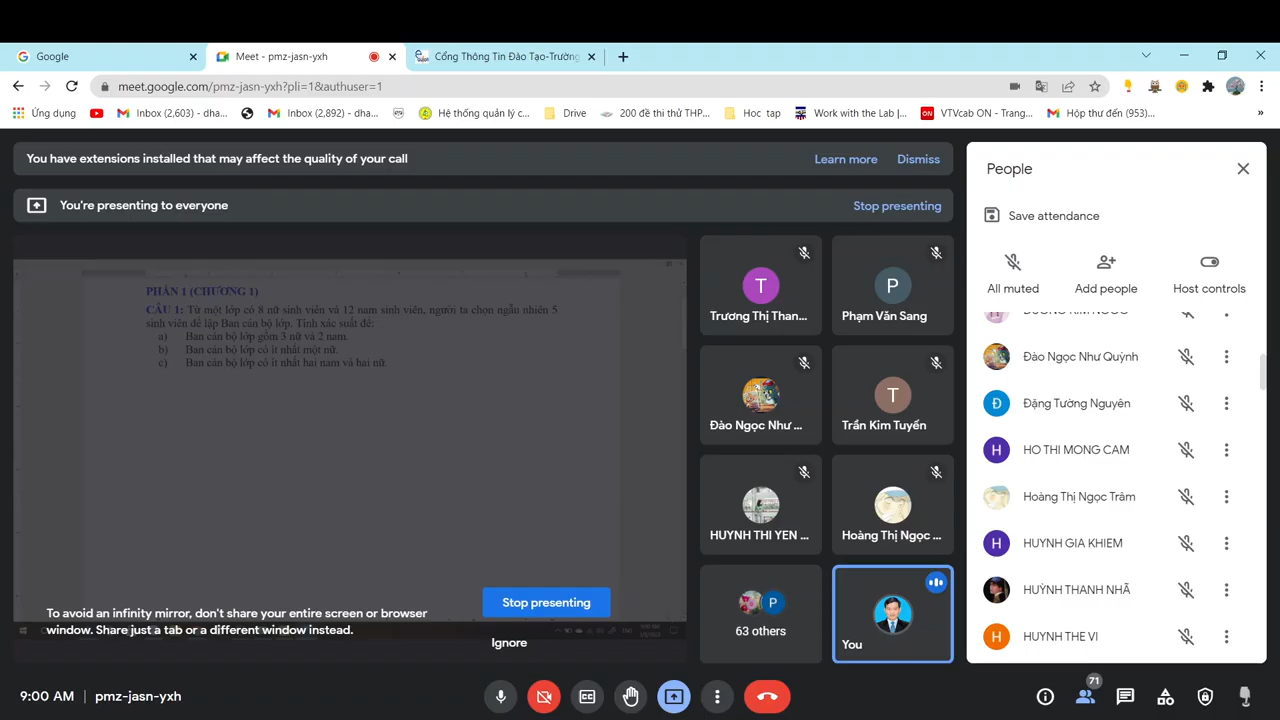 Google
Meet - pmz-jasn-yxh
Cổng Thông Tin Đào Tạo-Trường
meet.google.com/pmz-jasn-yxh?pli=1&authuser=1
Ứng dụng
Inbox (2,603) - dha...
Inbox (2,892) - dha...
Hệ thống quản lý c...
Drive
200 đề thi thử THP...
Hoc tap
Work with the Lab |...
VTVcab ON - Trang...
Hộp thư đến (953)...
»
You have extensions installed that may affect the quality of your call
Learn more
Dismiss
You're presenting to everyone
Stop presenting
PHẦN 1 (CHƯƠNG 1)
CÂU 1: Từ một lớp có 8 nữ sinh viên và 12 nam sinh viên, người ta chọn ngẫu nhiên 5
sinh viên để lập Ban cán bộ lớp. Tính xác suất để:
a) Ban cán bộ lớp gồm 3 nữ và 2 nam.
b) Ban cán bộ lớp có ít nhất một nữ.
c) Ban cán bộ lớp có ít nhất hai nam và hai nữ.
To avoid an infinity mirror, don't share your entire screen or browser
window. Share just a tab or a different window instead.
Stop presenting
Ignore
T
Trương Thị Than...
P
Phạm Văn Sang
Đào Ngọc Như ...
T
Trần Kim Tuyến
HUYNH THI YEN ...
Hoàng Thị Ngọc ...
P
63 others
You
People
Save attendance
All muted
Add people
Host controls
DƯƠNG KIM NGỌC
Đào Ngọc Như Quỳnh
Đ
Đặng Tường Nguyên
H
HO THI MONG CAM
Hoàng Thị Ngọc Trâm
H
HUYNH GIA KHIEM
HUỲNH THANH NHÃ
H
HUYNH THE VI
9:00 AM
pmz-jasn-yxh
71